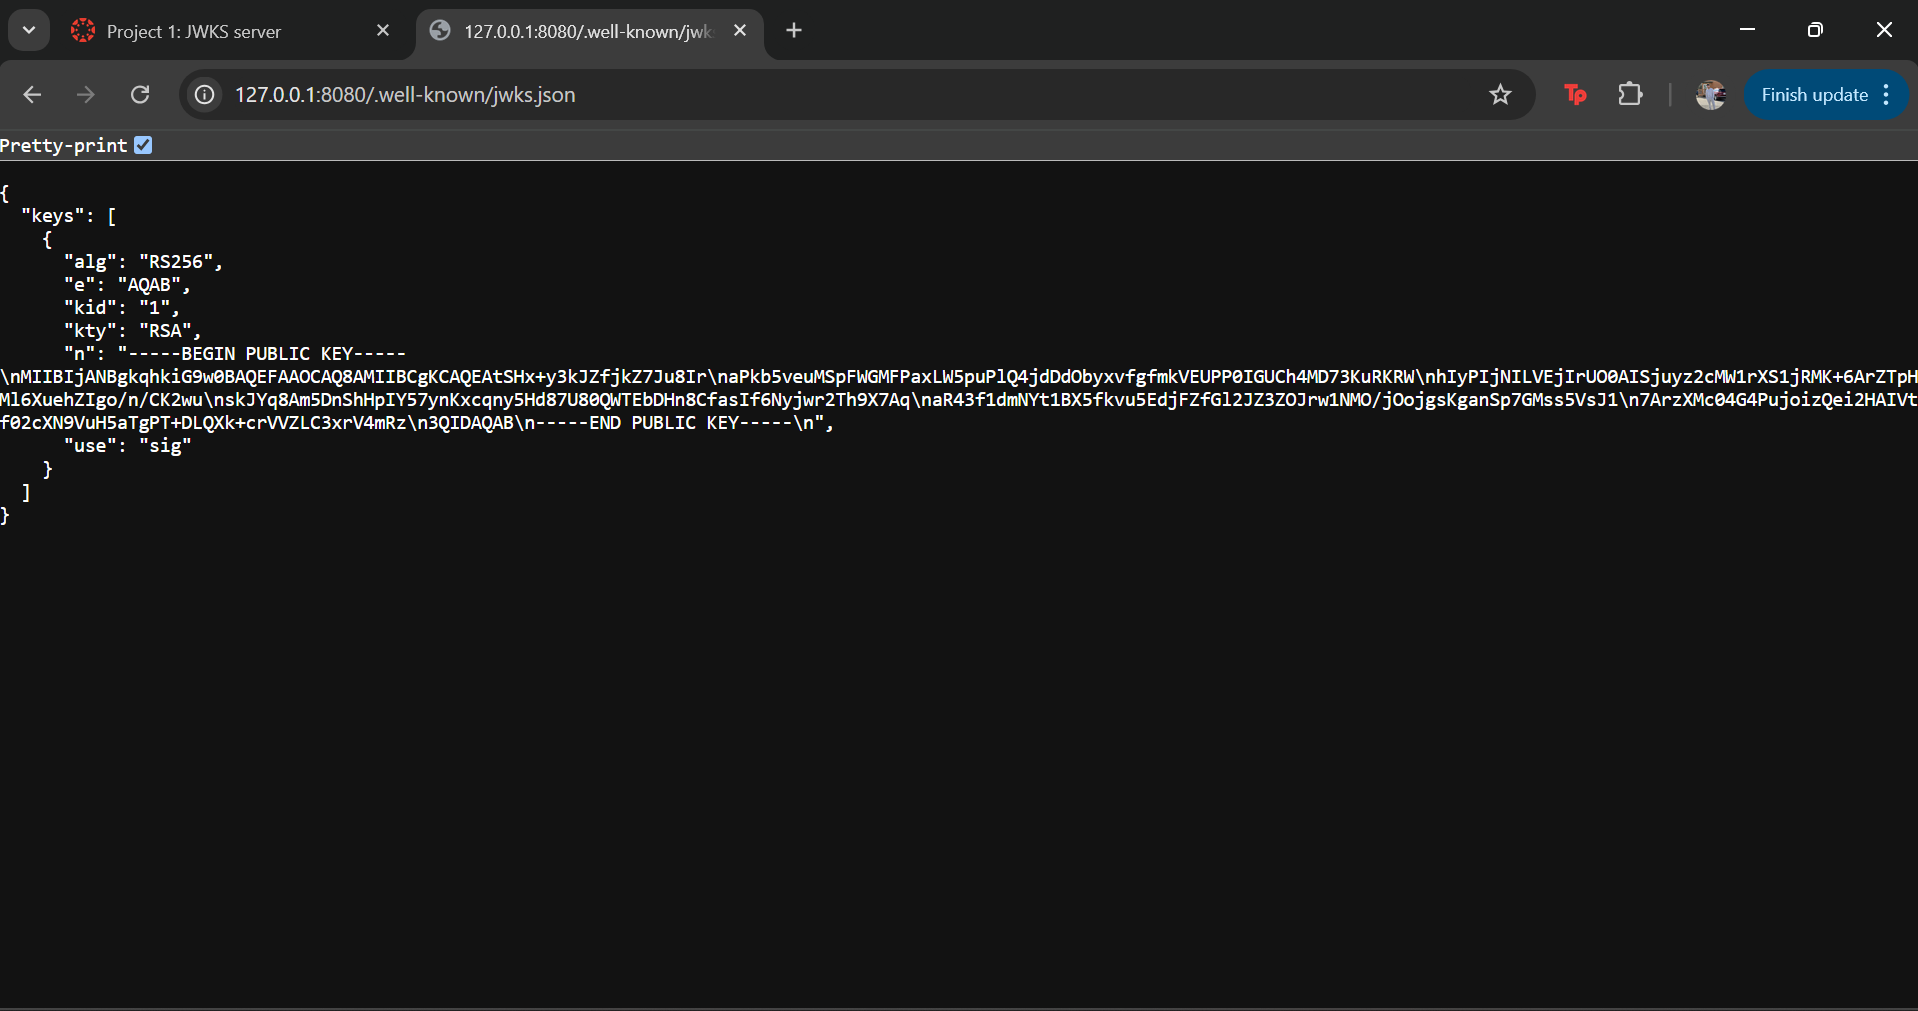 Project 1: JWKS server
127.0.0.1:8080/.well-known/jwk
127.0.0.1:8080/.well-known/jwks.json
Tp
Finish update
Pretty-print
{
"keys": [
{
"alg": "RS256",
"e": "AQAB",
"kid": "1",
"kty": "RSA",
"n": "-----BEGIN PUBLIC KEY-----
\nMIIBIjANBgkqhkiG9w0BAQEFAAOCAQ8AMIIBCgKCAQEAtSHx+y3kJZfjkZ7Ju8Ir\naPkb5veuMSpFWGMFPaxLW5puPlQ4jdDdObyxvfgfmkVEUPP0IGUCh4MD73KuRKRW\nhIyPIjNILVEjIrUO0AISjuyz2cMW1rXS1jRMK+6ArZTpH
Ml6XuehZIgo/n/CK2wu\nskJYq8Am5DnShHpIY57ynKxcqny5Hd87U80QWTEbDHn8CfasIf6Nyjwr2Th9X7Aq\naR43f1dmNYt1BX5fkvu5EdjFZfGl2JZ3ZOJrw1NMO/jOojgsKganSp7GMss5VsJ1\n7ArzXMc04G4PujoizQei2HAIVt
f02cXN9VuH5aTgPT+DLQXk+crVVZLC3xrV4mRz\n3QIDAQAB\n-----END PUBLIC KEY-----\n",
"use": "sig"
}
]
}